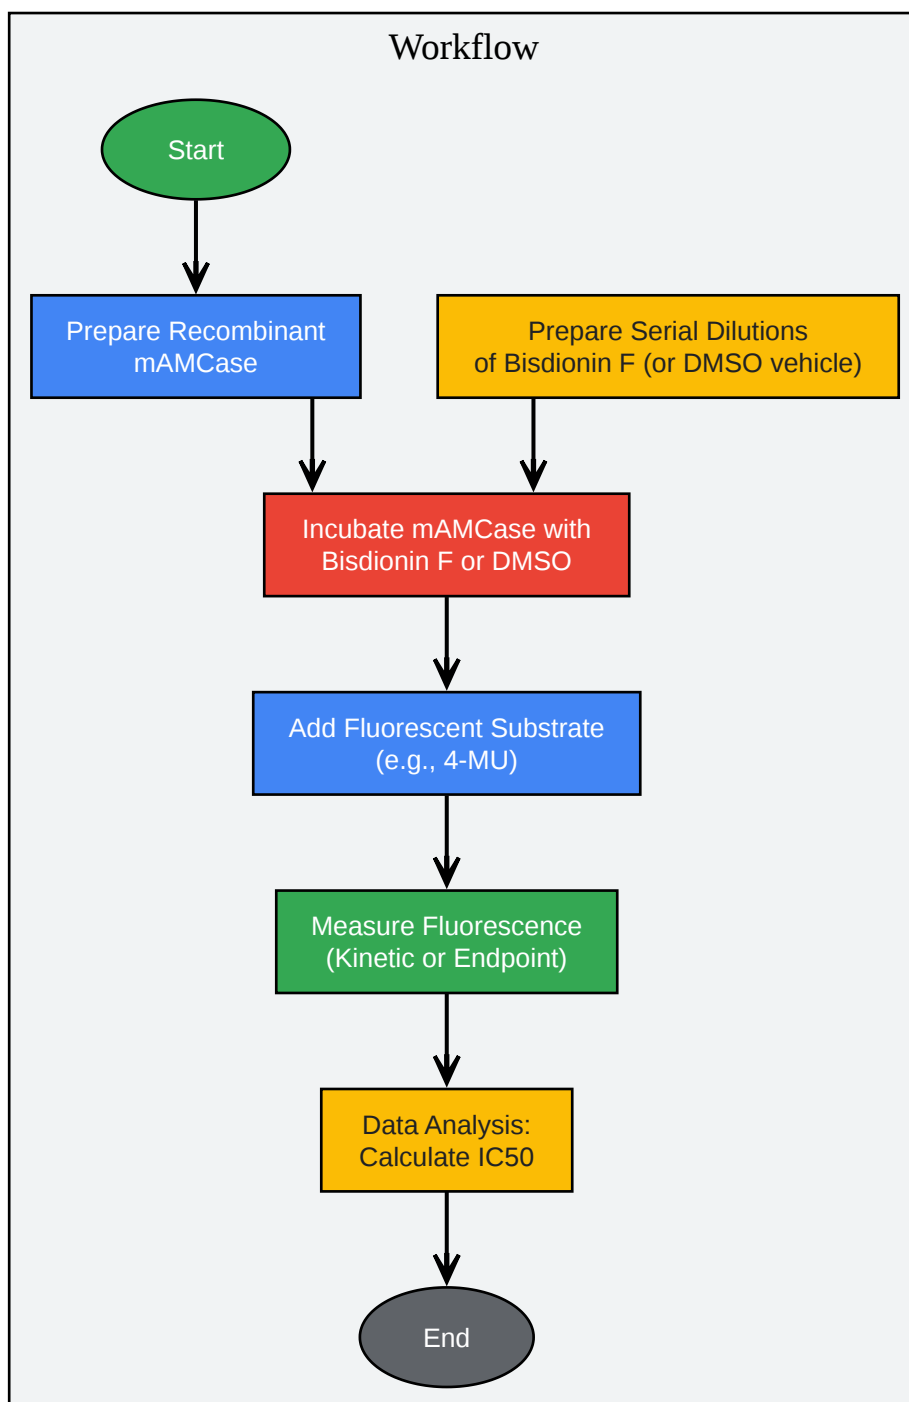 Workflow
Start
Prepare Recombinant
mAMCase
Prepare Serial Dilutions
of Bisdionin F (or DMSO vehicle)
Incubate mAMCase with
Bisdionin F or DMSO
Add Fluorescent Substrate
(e.g., 4-MU)
Measure Fluorescence
(Kinetic or Endpoint)
Data Analysis:
Calculate IC50
End